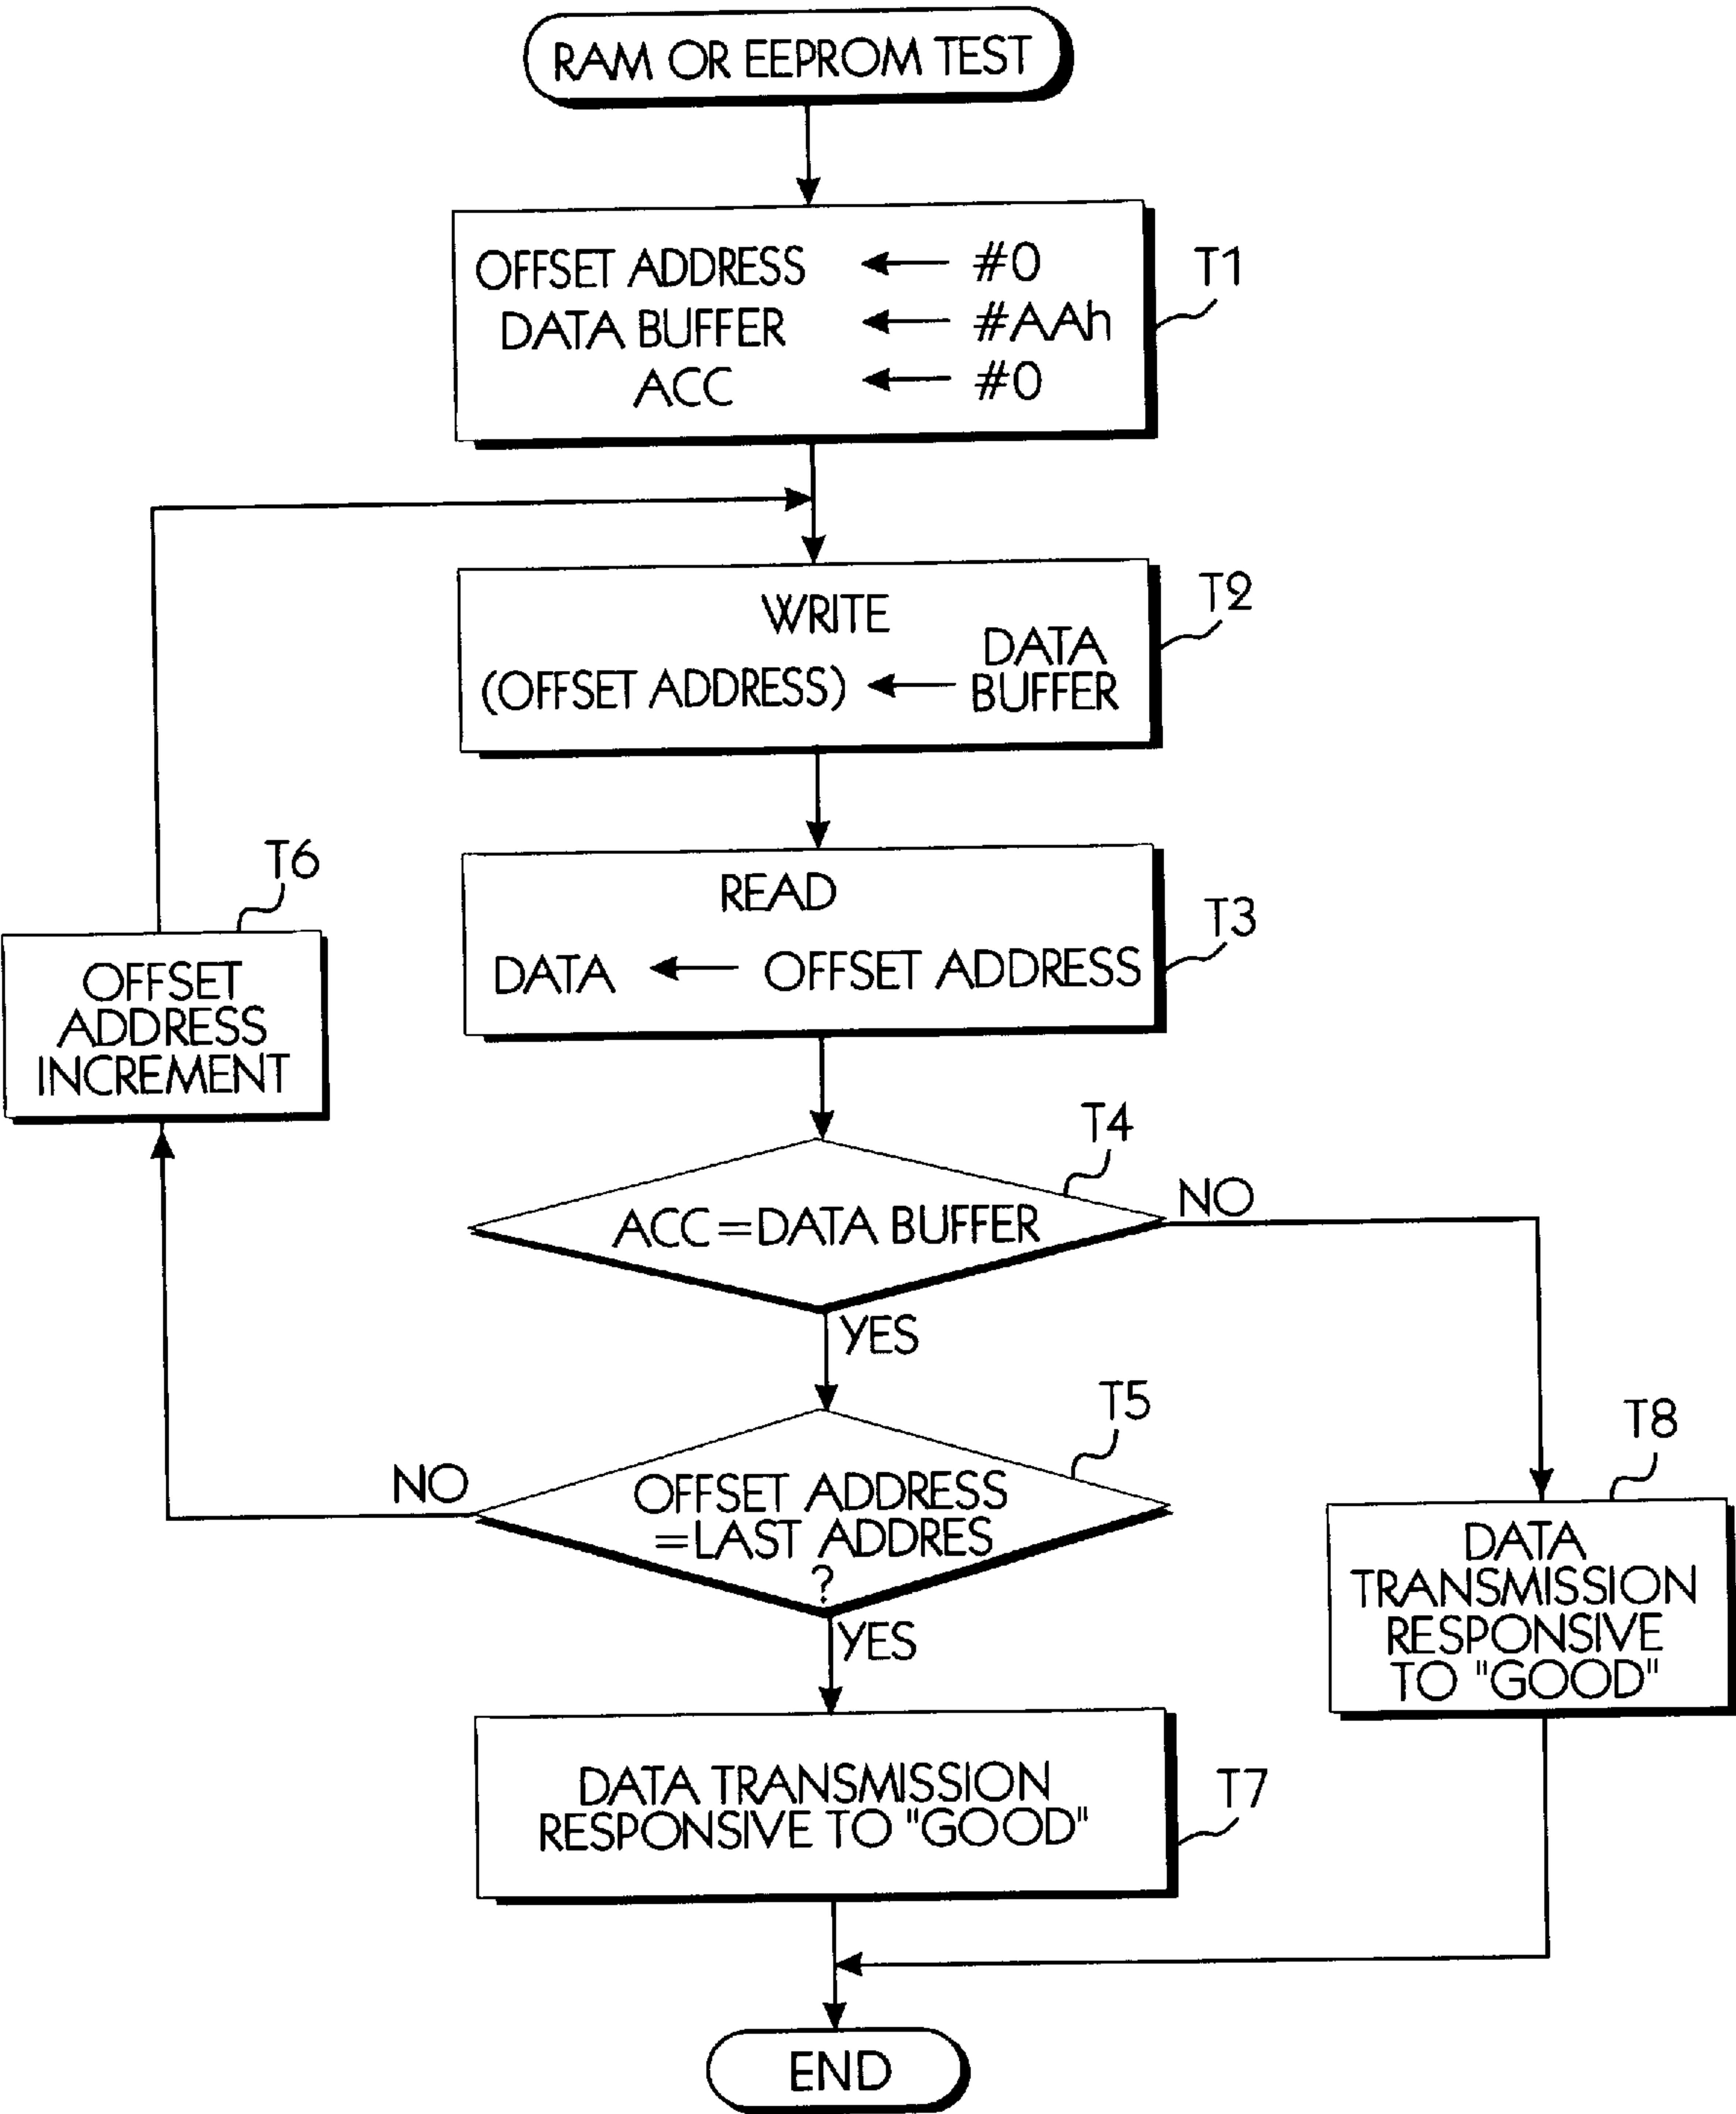 RAM OR EEPROM TEST
OFFSET ADDRESS ← #0
DATA BUFFER ← #AAh
ACC ← #0
T1
WRITE
(OFFSET ADDRESS) ← DATA
BUFFER
T2
READ
DATA ← OFFSET ADDRESS
T3
T6
OFFSET
ADDRESS
INCREMENT
T4
ACC=DATA BUFFER
NO
YES
T5
OFFSET ADDRESS
=LAST ADDRES
?
NO
YES
T8
DATA
TRANSMISSION
RESPONSIVE
TO "GOOD"
DATA TRANSMISSION
RESPONSIVE TO "GOOD"
T7
END